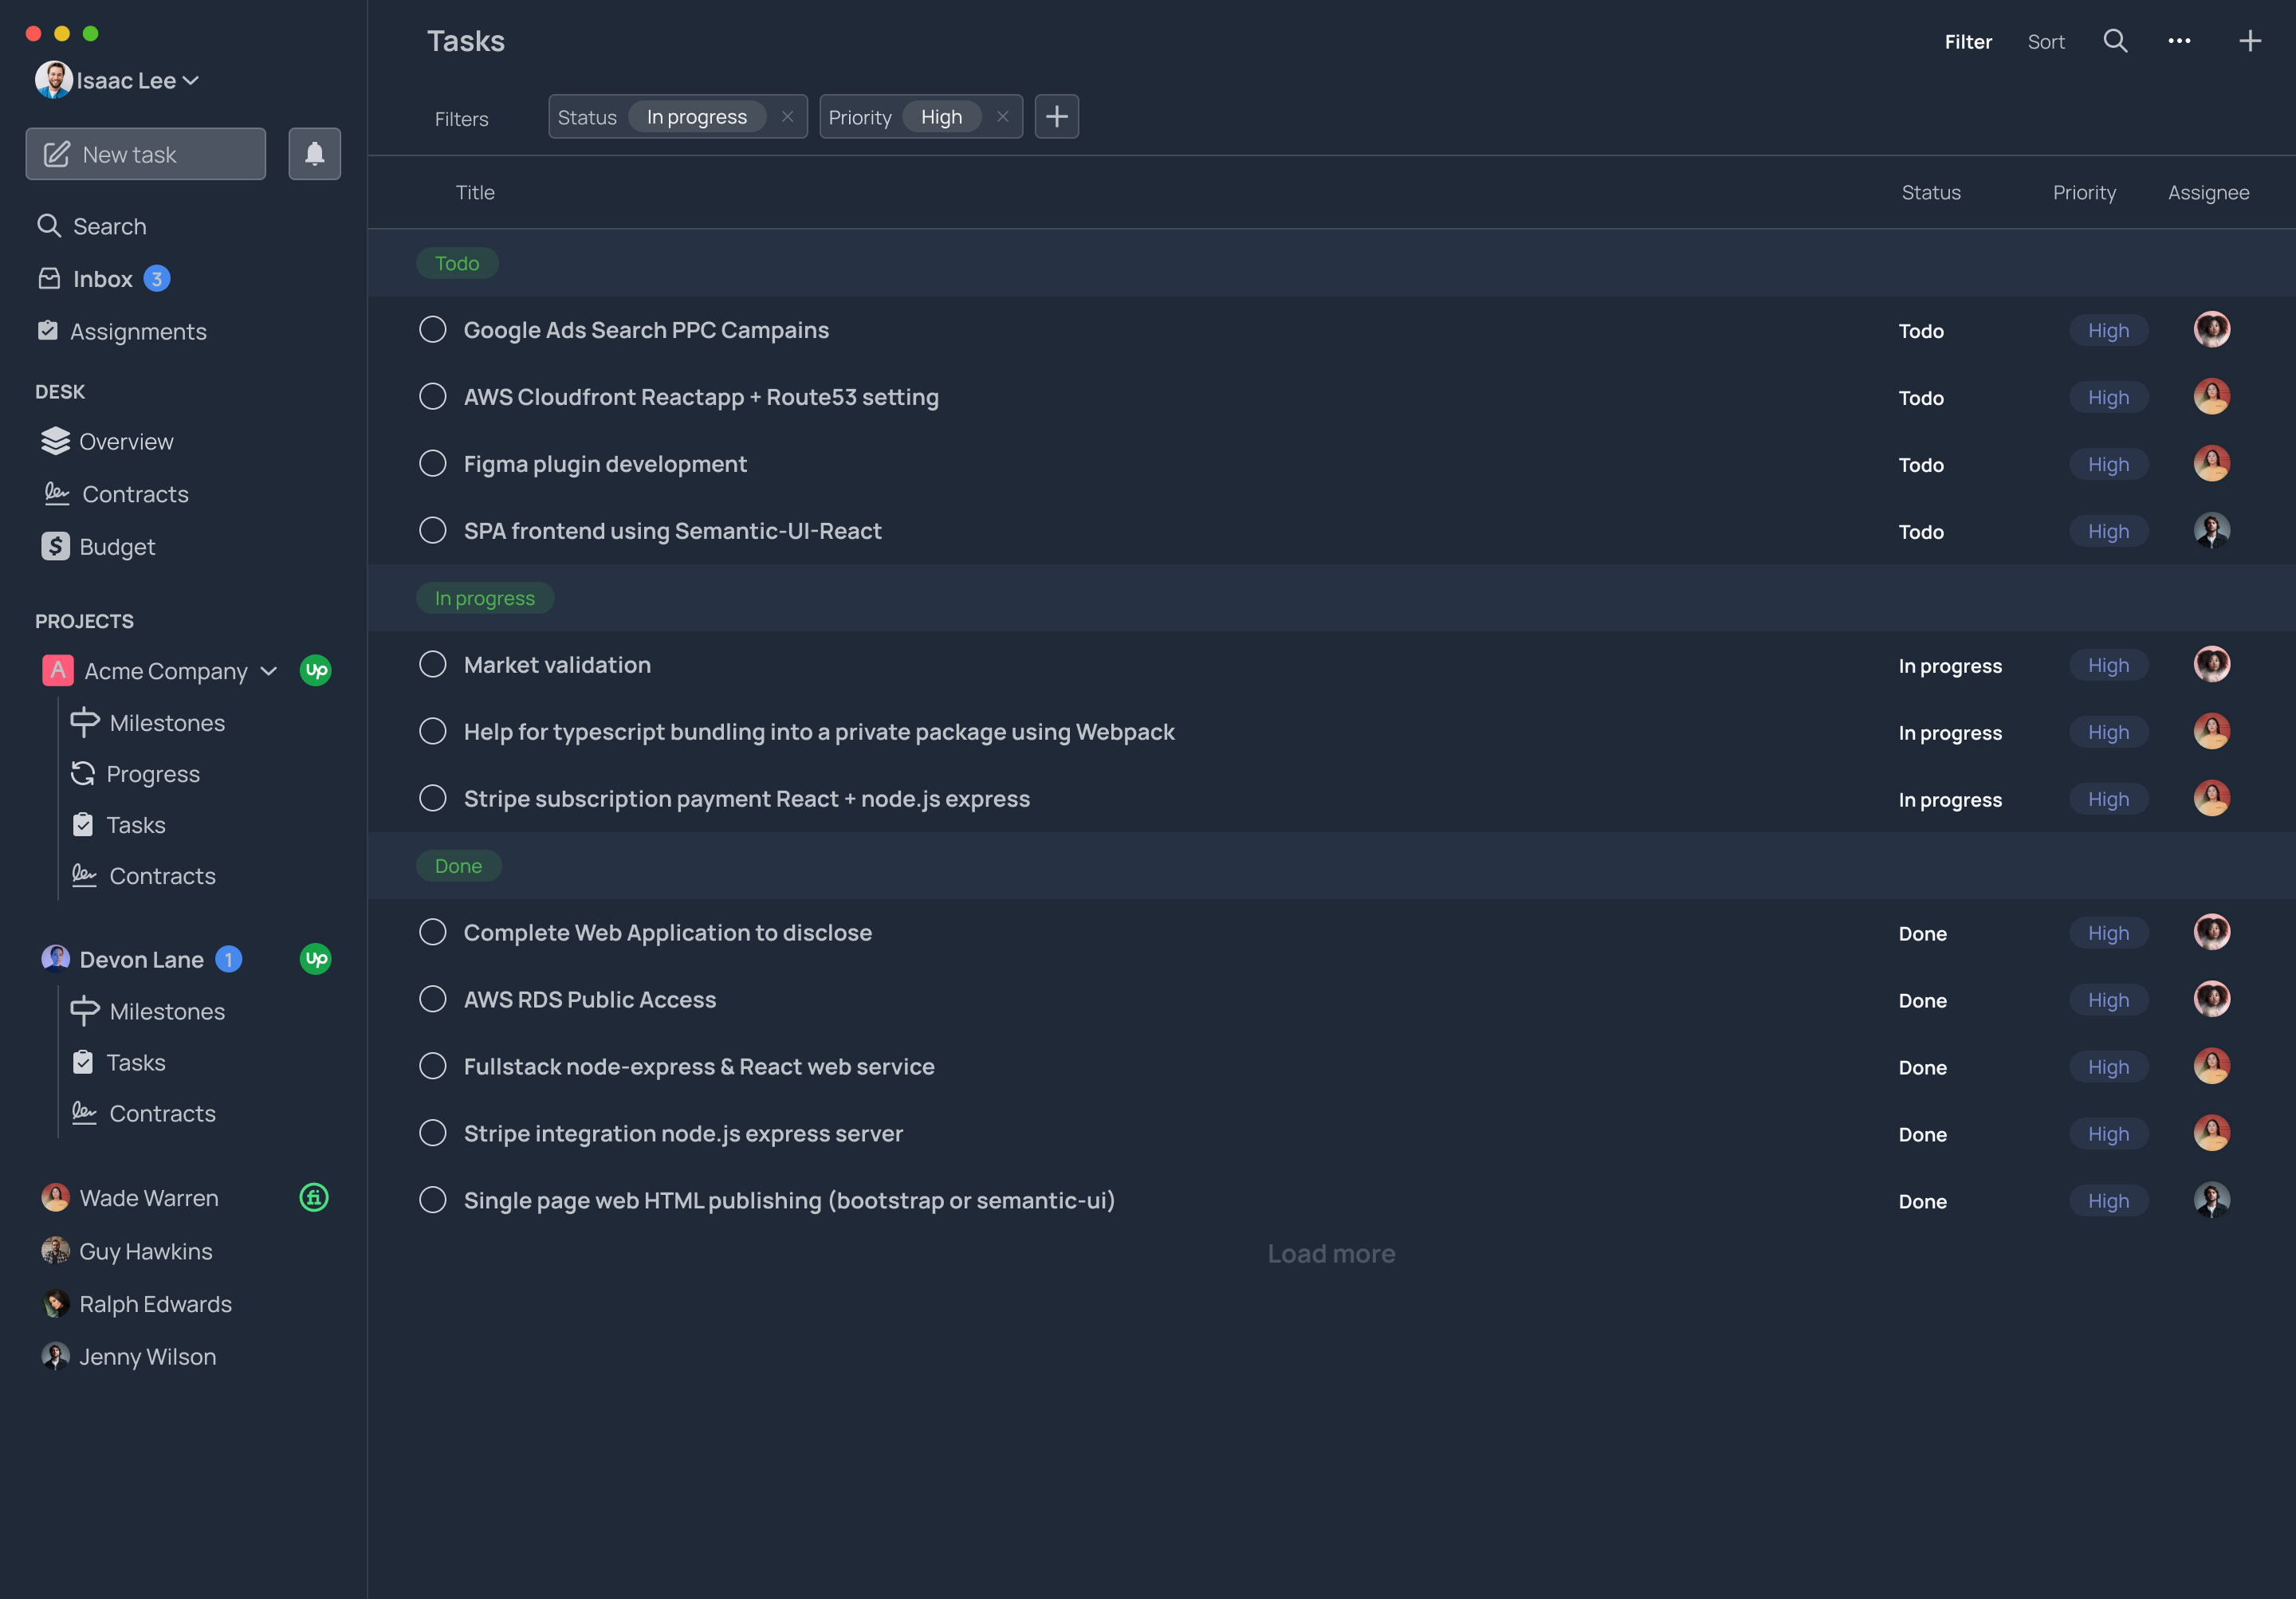 Isaac Lee
New task
Search
Inbox 3
Assignments
DESK
Overview
Contracts
$ Budget
PROJECTS
A Acme Company Up
Milestones
Progress
Tasks
Contracts
Devon Lane 1 Up
Milestones
Tasks
Contracts
Wade Warren fi
Guy Hawkins
Ralph Edwards
Jenny Wilson
Tasks
Filter Sort
Filters Status In progress Priority High
Title Status Priority Assignee
Todo
Google Ads Search PPC Campains Todo High
AWS Cloudfront Reactapp + Route53 setting Todo High
Figma plugin development Todo High
SPA frontend using Semantic-UI-React Todo High
In progress
Market validation In progress High
Help for typescript bundling into a private package using Webpack In progress High
Stripe subscription payment React + node.js express In progress High
Done
Complete Web Application to disclose Done High
AWS RDS Public Access Done High
Fullstack node-express & React web service Done High
Stripe integration node.js express server Done High
Single page web HTML publishing (bootstrap or semantic-ui) Done High
Load more